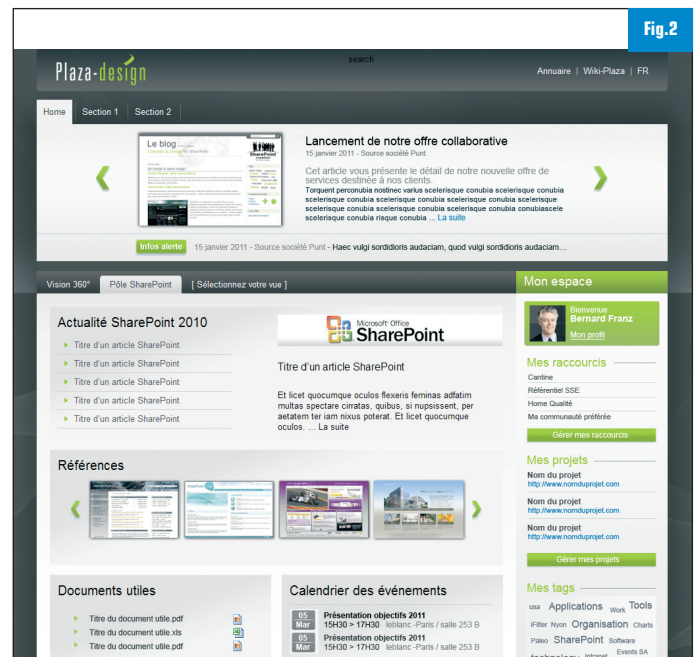 Fig.2
Plaza-design
search
Annuaire | Wiki-Plaza | FR
Home
Section 1
Section 2
Le blog
SharePoint
Lancement de notre offre collaborative
15 janvier 2011 - Source société Punt
Cet article vous présente le détail de notre nouvelle offre de
services destinée à nos clients.
Torquent percomubia nostinec varius scelerisque conubia scelerisque conubia
scelerisque conubia scelerisque conubia scelerisque conubia scelerisque
scelerisque conubia scelerisque conubia scelerisque conubia conubiascele
scelerisque conubia risque conubia ... La suite
Infos alerte
15 janvier 2011 - Source société Punt - Haec vulgi sordidioris audaciam, quod vulgi sordidioris audaciam…
Vision 360°
Pôle SharePoint
[ Sélectionnez votre vue ]
Actualité SharePoint 2010
Titre d'un article SharePoint
Titre d'un article SharePoint
Titre d'un article SharePoint
Titre d'un article SharePoint
Titre d'un article SharePoint
Microsoft Office
SharePoint
Titre d'un article SharePoint
Et licet quocumque oculos flexeris feminas adfatim
multas spectare cirratas, quibus, si nupsissent, per
aetatem ter iam nixus poterat. Et licet quocumque
oculos. ... La suite
Références
Documents utiles
Titre du document utile.pdf
Titre du document utile.xls
Titre du document utile.pdf
Calendrier des événements
05
Mar
Présentation objectifs 2011
15H30 > 17H30 leblanc -Paris / salle 253 B
05
Mar
Présentation objectifs 2011
15H30 > 17H30 leblanc -Paris / salle 253 B
Mon espace
Bienvenue
Bernard Franz
Mon profil
Mes raccourcis
Cantine
Référentiel SSE
Home Qualité
Ma communauté préférée
Gérer mes raccourcis
Mes projets
Nom du projet
http://www.nomduprojet.com
Nom du projet
http://www.nomduprojet.com
Nom du projet
http://www.nomduprojet.com
Gérer mes projets
Mes tags
usa Applications Work Tools
iFilter Nyon Organisation Charts
Paleo SharePoint Software
technology Intranet Events SA